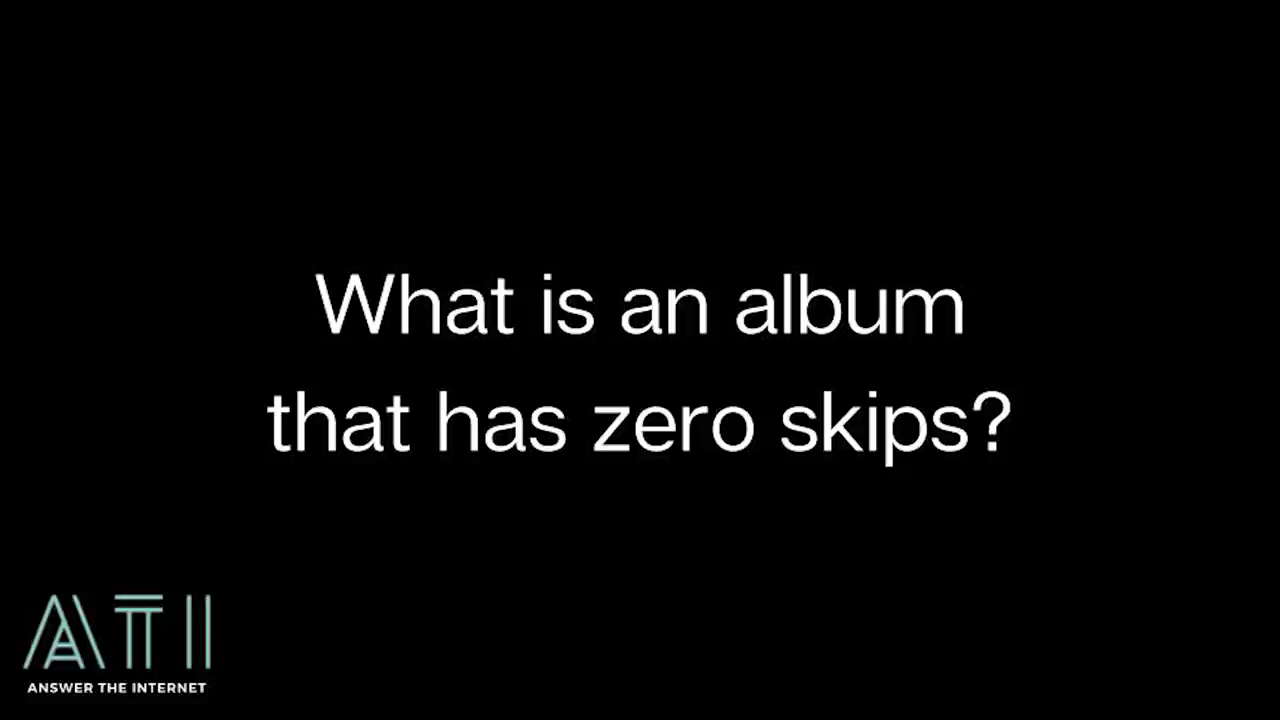 What is an album
that has zero skips?
ATI
ANSWER THE INTERNET